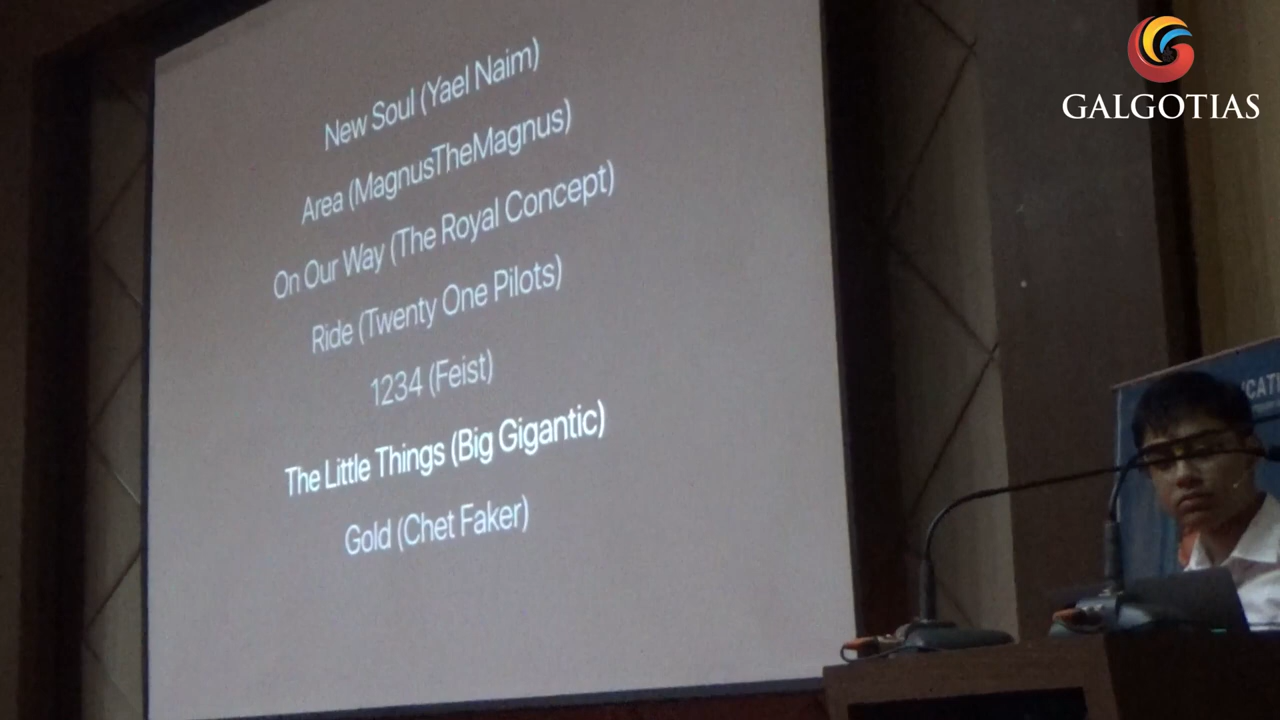 New Soul (Yael Naim)
Area (MagnusTheMagnus)
On Our Way (The Royal Concept)
Ride (Twenty One Pilots)
1234 (Feist)
The Little Things (Big Gigantic)
Gold (Chet Faker)
GALGOTIAS